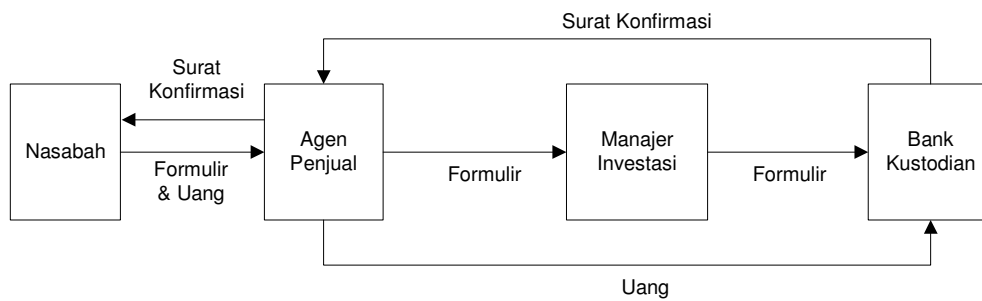 Surat Konfirmasi
Surat
Konfirmasi
Nasabah
Agen
Penjual
Manajer
Investasi
Bank
Kustodian
Formulir
& Uang
Formulir
Formulir
Uang